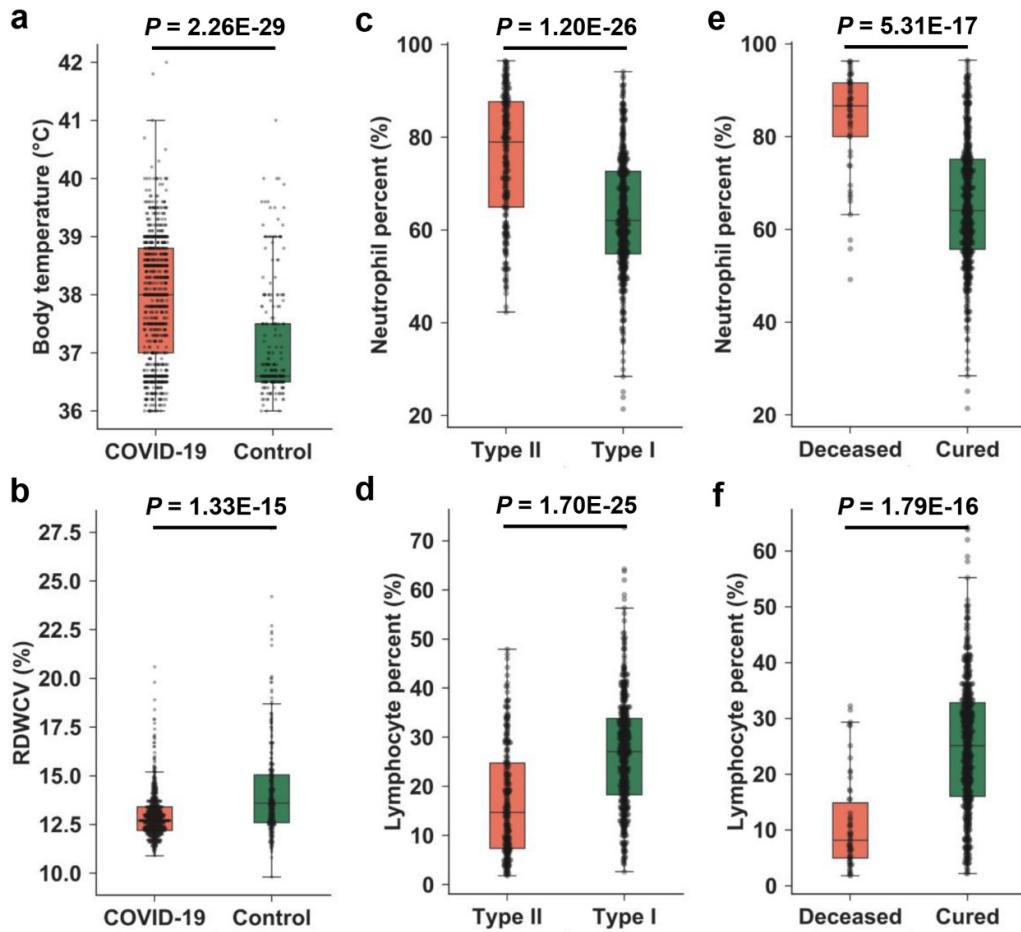 a
P = 2.26E-29
Body temperature (°C)
42
41
40
39
38
37
36
COVID-19 Control
b
P = 1.33E-15
RDWCV (%)
27.5
25.0
22.5
20.0
17.5
15.0
12.5
10.0
COVID-19 Control
c
P = 1.20E-26
Neutrophil percent (%)
100
80
60
40
20
Type II Type I
d
P = 1.70E-25
Lymphocyte percent (%)
70
60
50
40
30
20
10
0
Type II Type I
e
P = 5.31E-17
Neutrophil percent (%)
100
80
60
40
20
Deceased Cured
f
P = 1.79E-16
Lymphocyte percent (%)
60
50
40
30
20
10
0
Deceased Cured